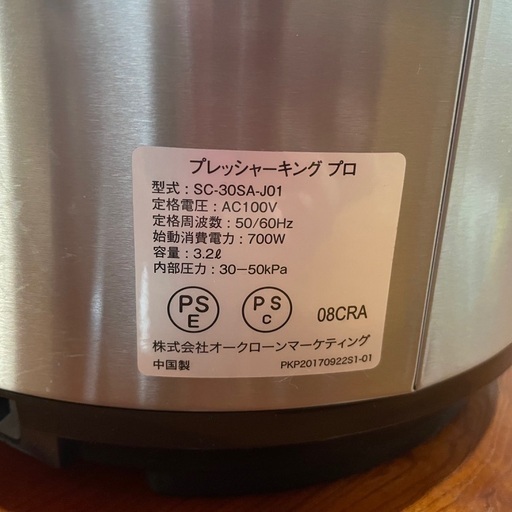 プレッシャーキング プロ
型式：SC-30SA-J01
定格電圧：AC100V
定格周波数：50/60Hz
始動消費電力：700W
容量：3.2ℓ
内部圧力：30−50kPa
PS
E
PS
C
08CRA
株式会社オークローンマーケティング
中国製
PKP20170922S1-01